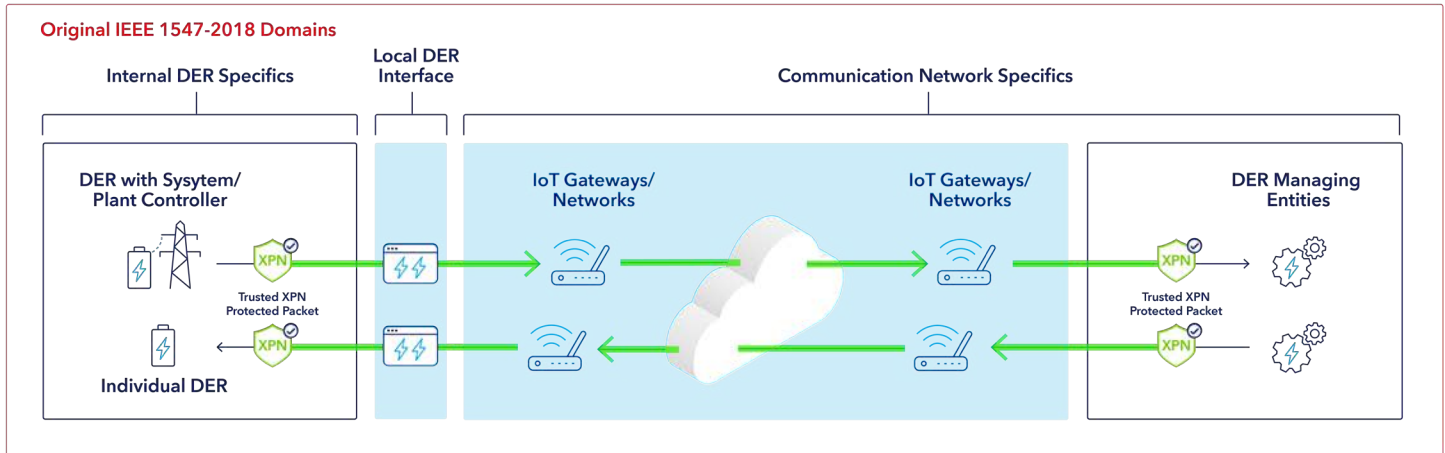 Original IEEE 1547-2018 Domains
Internal DER Specifics
Local DER
Interface
Communication Network Specifics
DER with Sysytem/
Plant Controller
IoT Gateways/
Networks
IoT Gateways/
Networks
DER Managing
Entities
XPN
XPN
Trusted XPN
Protected Packet
Trusted XPN
Protected Packet
XPN
XPN
Individual DER